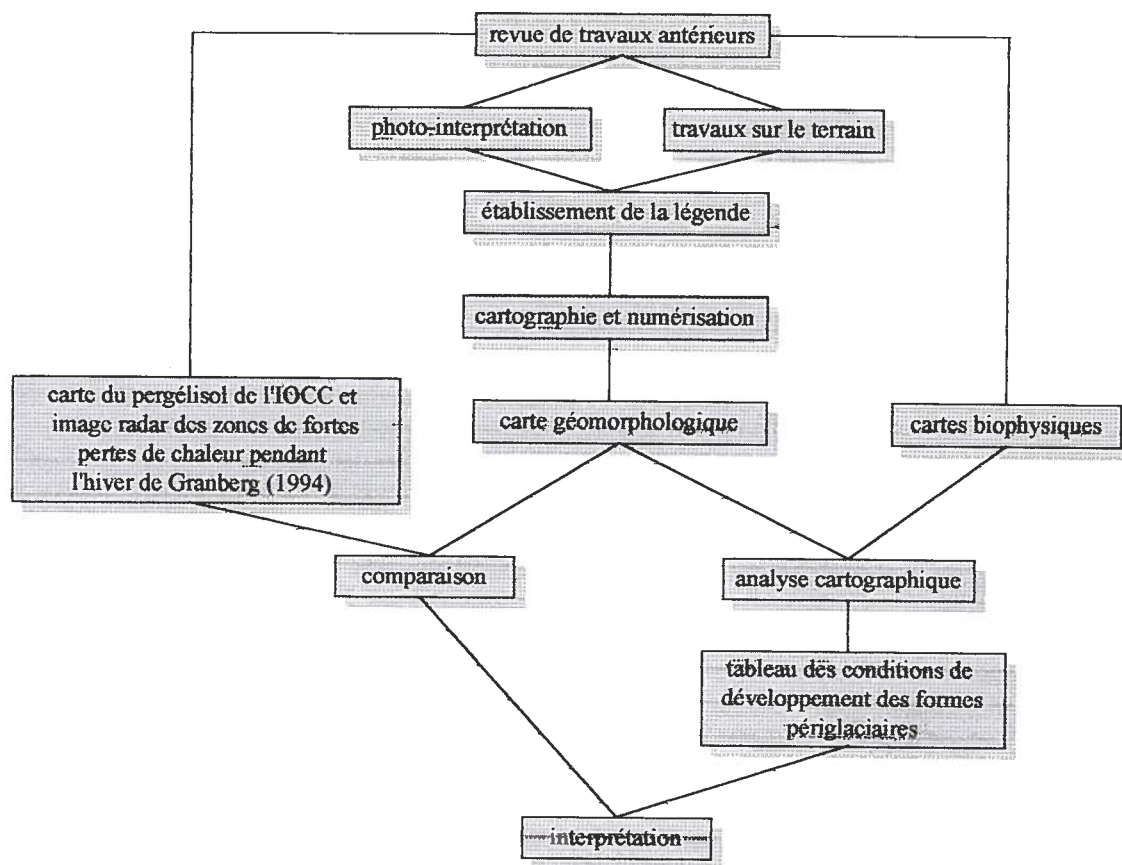 revue de travaux antérieurs
photo-interprétation
travaux sur le terrain
établissement de la légende
cartographie et numérisation
carte du pergélisol de l'IOCC et
image radar des zones de fortes
pertes de chaleur pendant
l'hiver de Granberg (1994)
carte géomorphologique
cartes biophysiques
comparaison
analyse cartographique
tableau des conditions de
développement des formes
périglaciaires
interprétation